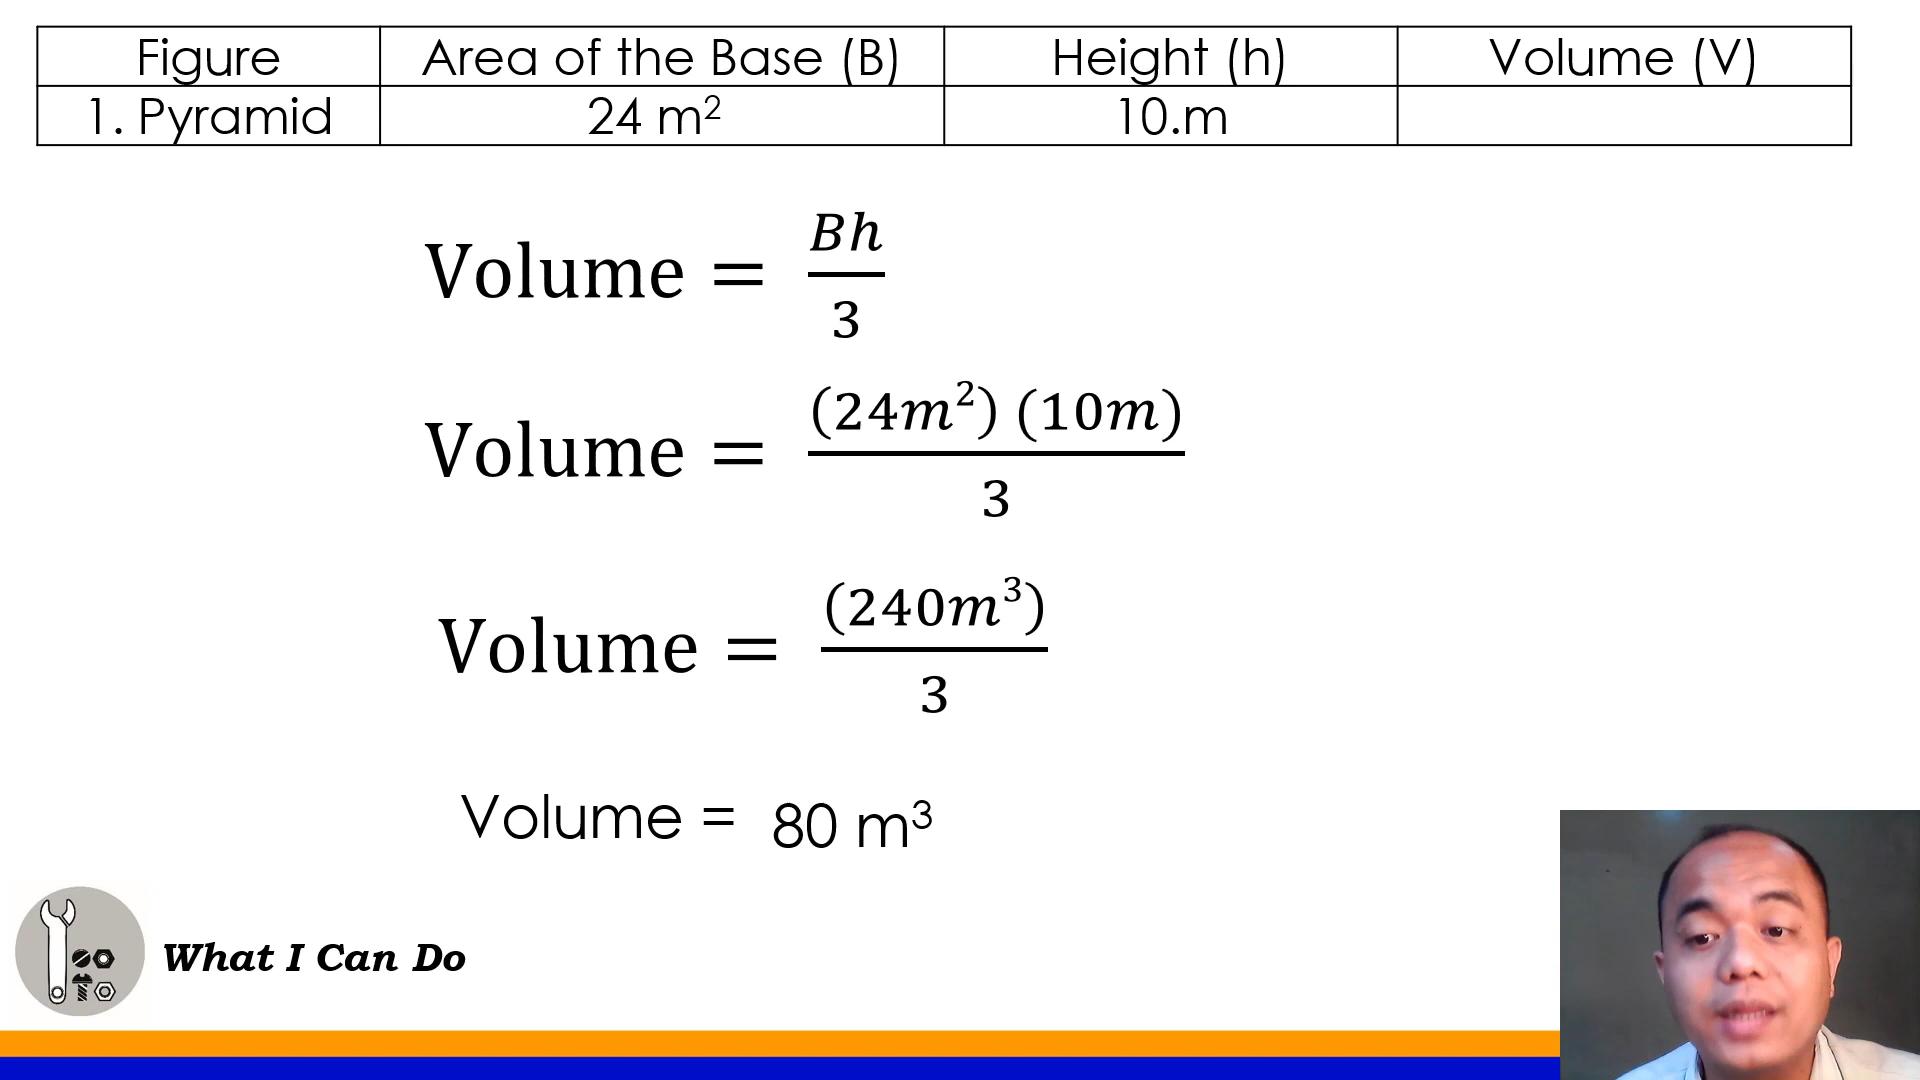 Figure Area of the Base (B) Height (h) Volume (V)
1. Pyramid 24 m² 10.m
Volume = Bh/3
Volume = (24m²) (10m)/3
Volume = (240m³)/3
Volume = 80 m³
What I Can Do